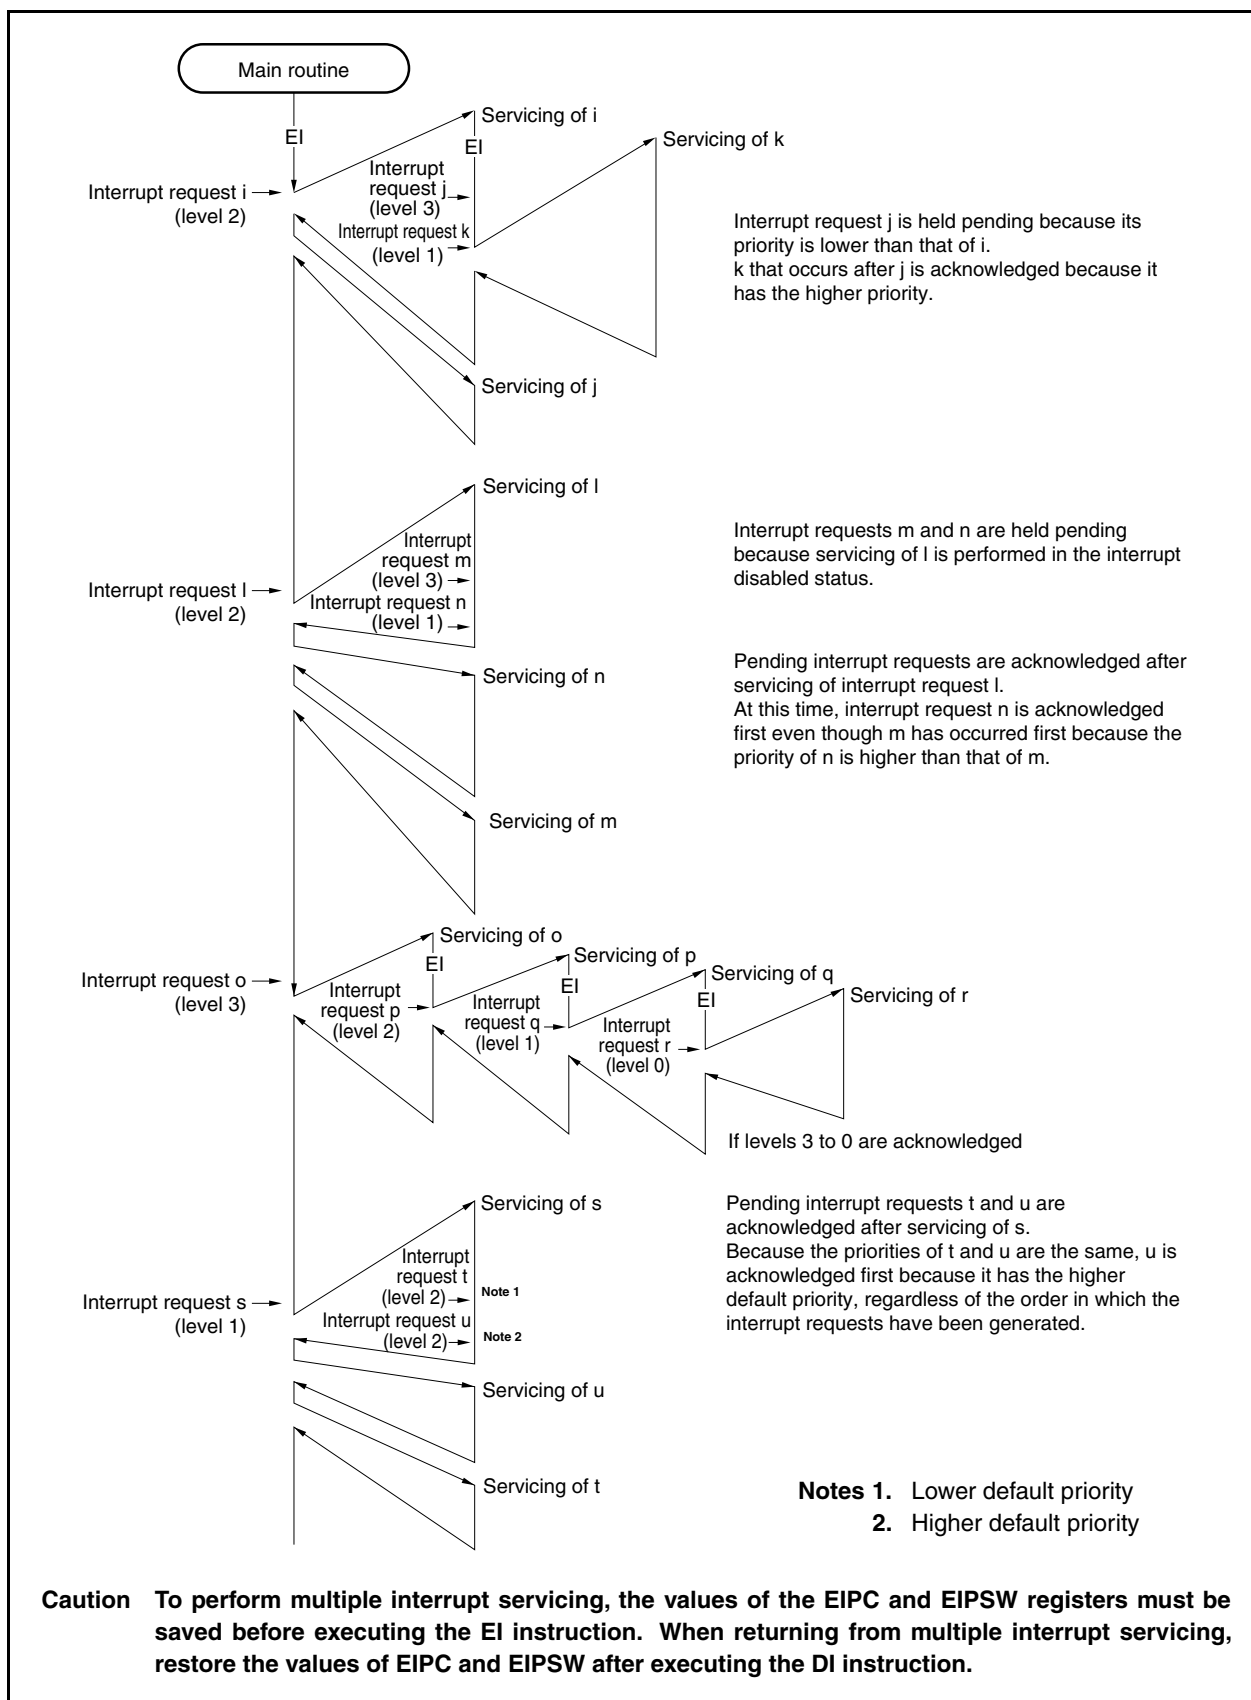 Main routine
EI
Servicing of i
EI
Servicing of k
Interrupt request i
(level 2)
Interrupt
request j
(level 3)
Interrupt request k
(level 1)
Interrupt request j is held pending because its
priority is lower than that of i.
k that occurs after j is acknowledged because it
has the higher priority.
Servicing of j
Servicing of l
Interrupt request l
(level 2)
Interrupt
request m
(level 3)
Interrupt request n
(level 1)
Interrupt requests m and n are held pending
because servicing of l is performed in the interrupt
disabled status.
Servicing of n
Pending interrupt requests are acknowledged after
servicing of interrupt request l.
At this time, interrupt request n is acknowledged
first even though m has occurred first because the
priority of n is higher than that of m.
Servicing of m
Interrupt request o
(level 3)
Servicing of o
EI
Interrupt
request p
(level 2)
Servicing of p
EI
Interrupt
request q
(level 1)
Servicing of q
EI
Interrupt
request r
(level 0)
Servicing of r
If levels 3 to 0 are acknowledged
Servicing of s
Interrupt request s
(level 1)
Interrupt
request t
(level 2)
Note 1
Interrupt request u
(level 2)
Note 2
Pending interrupt requests t and u are
acknowledged after servicing of s.
Because the priorities of t and u are the same, u is
acknowledged first because it has the higher
default priority, regardless of the order in which the
interrupt requests have been generated.
Servicing of u
Servicing of t
Notes 1. Lower default priority
2. Higher default priority
Caution To perform multiple interrupt servicing, the values of the EIPC and EIPSW registers must be
saved before executing the EI instruction. When returning from multiple interrupt servicing,
restore the values of EIPC and EIPSW after executing the DI instruction.